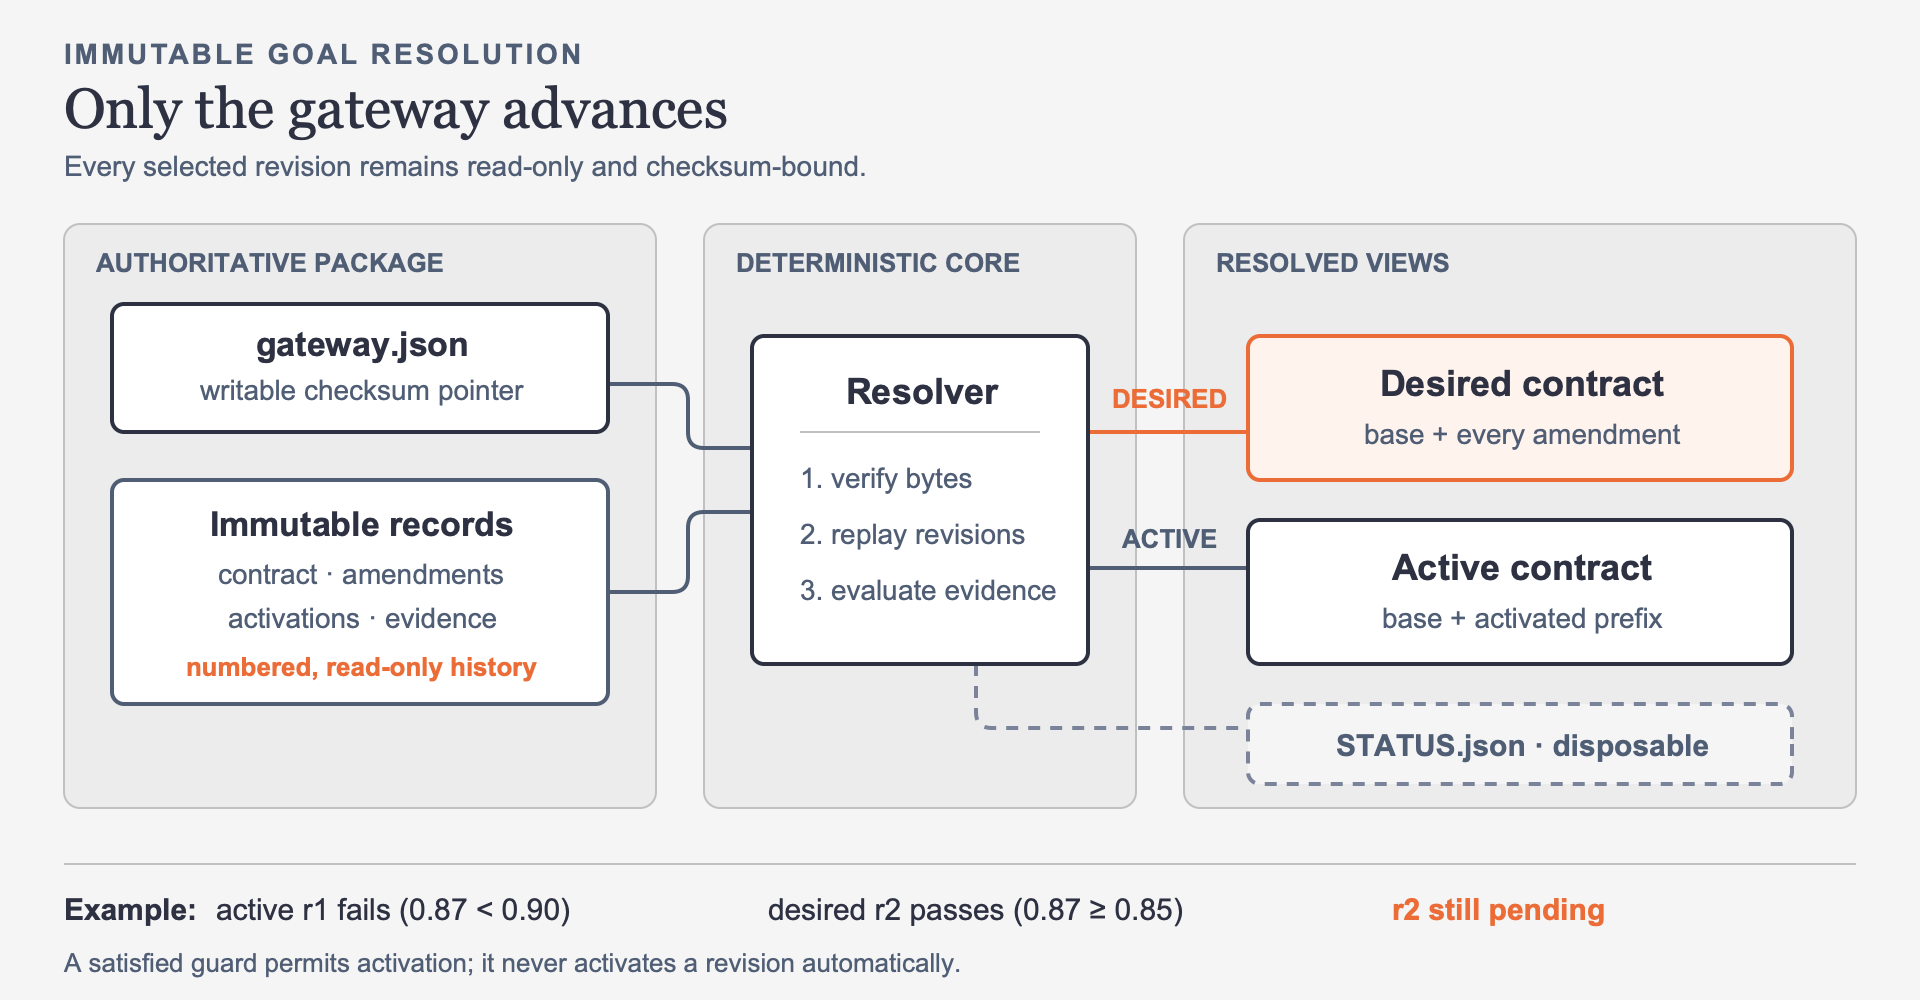 IMMUTABLE GOAL RESOLUTION
Only the gateway advances
Every selected revision remains read-only and checksum-bound.
AUTHORITATIVE PACKAGE
gateway.json
writable checksum pointer
Immutable records
contract · amendments
activations · evidence
numbered, read-only history
DETERMINISTIC CORE
Resolver
1. verify bytes
2. replay revisions
3. evaluate evidence
DESIRED
ACTIVE
RESOLVED VIEWS
Desired contract
base + every amendment
Active contract
base + activated prefix
STATUS.json · disposable
Example: active r1 fails (0.87 < 0.90)
desired r2 passes (0.87 ≥ 0.85)
r2 still pending
A satisfied guard permits activation; it never activates a revision automatically.